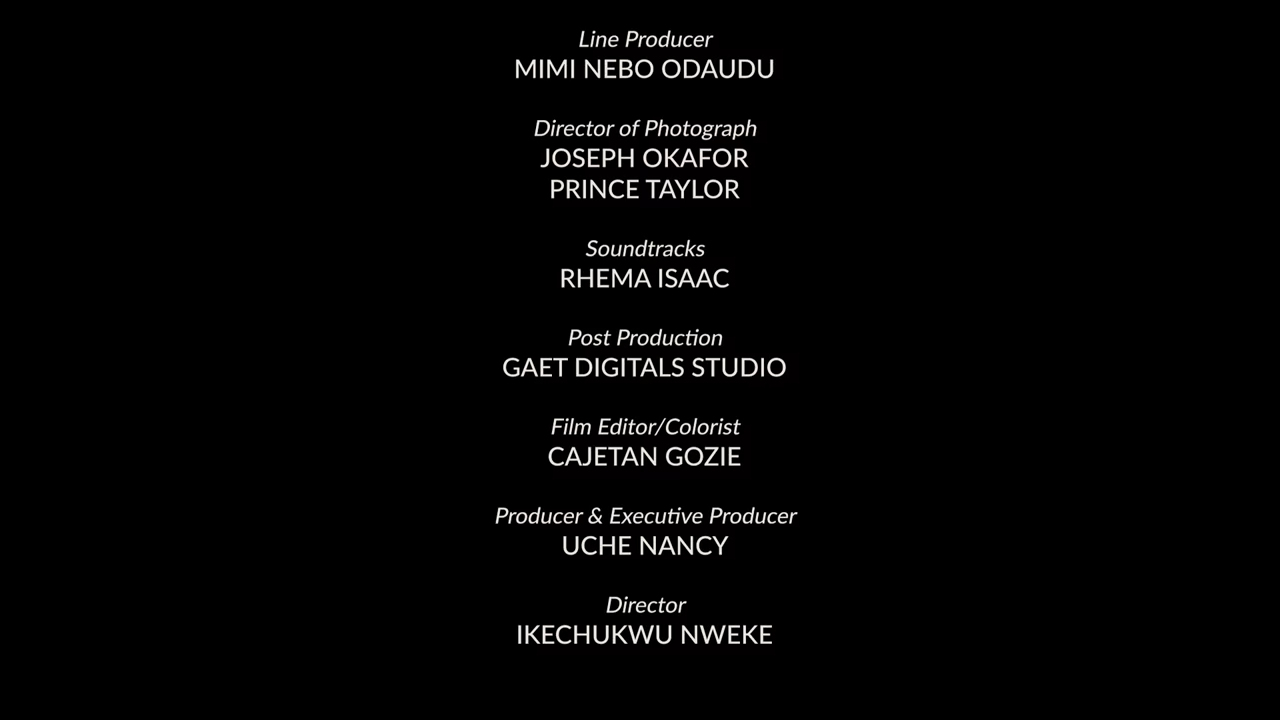 Line Producer
MIMI NEBO ODAUDU
Director of Photograph
JOSEPH OKAFOR
PRINCE TAYLOR
Soundtracks
RHEMA ISAAC
Post Production
GAET DIGITALS STUDIO
Film Editor/Colorist
CAJETAN GOZIE
Producer & Executive Producer
UCHE NANCY
Director
IKECHUKWU NWEKE